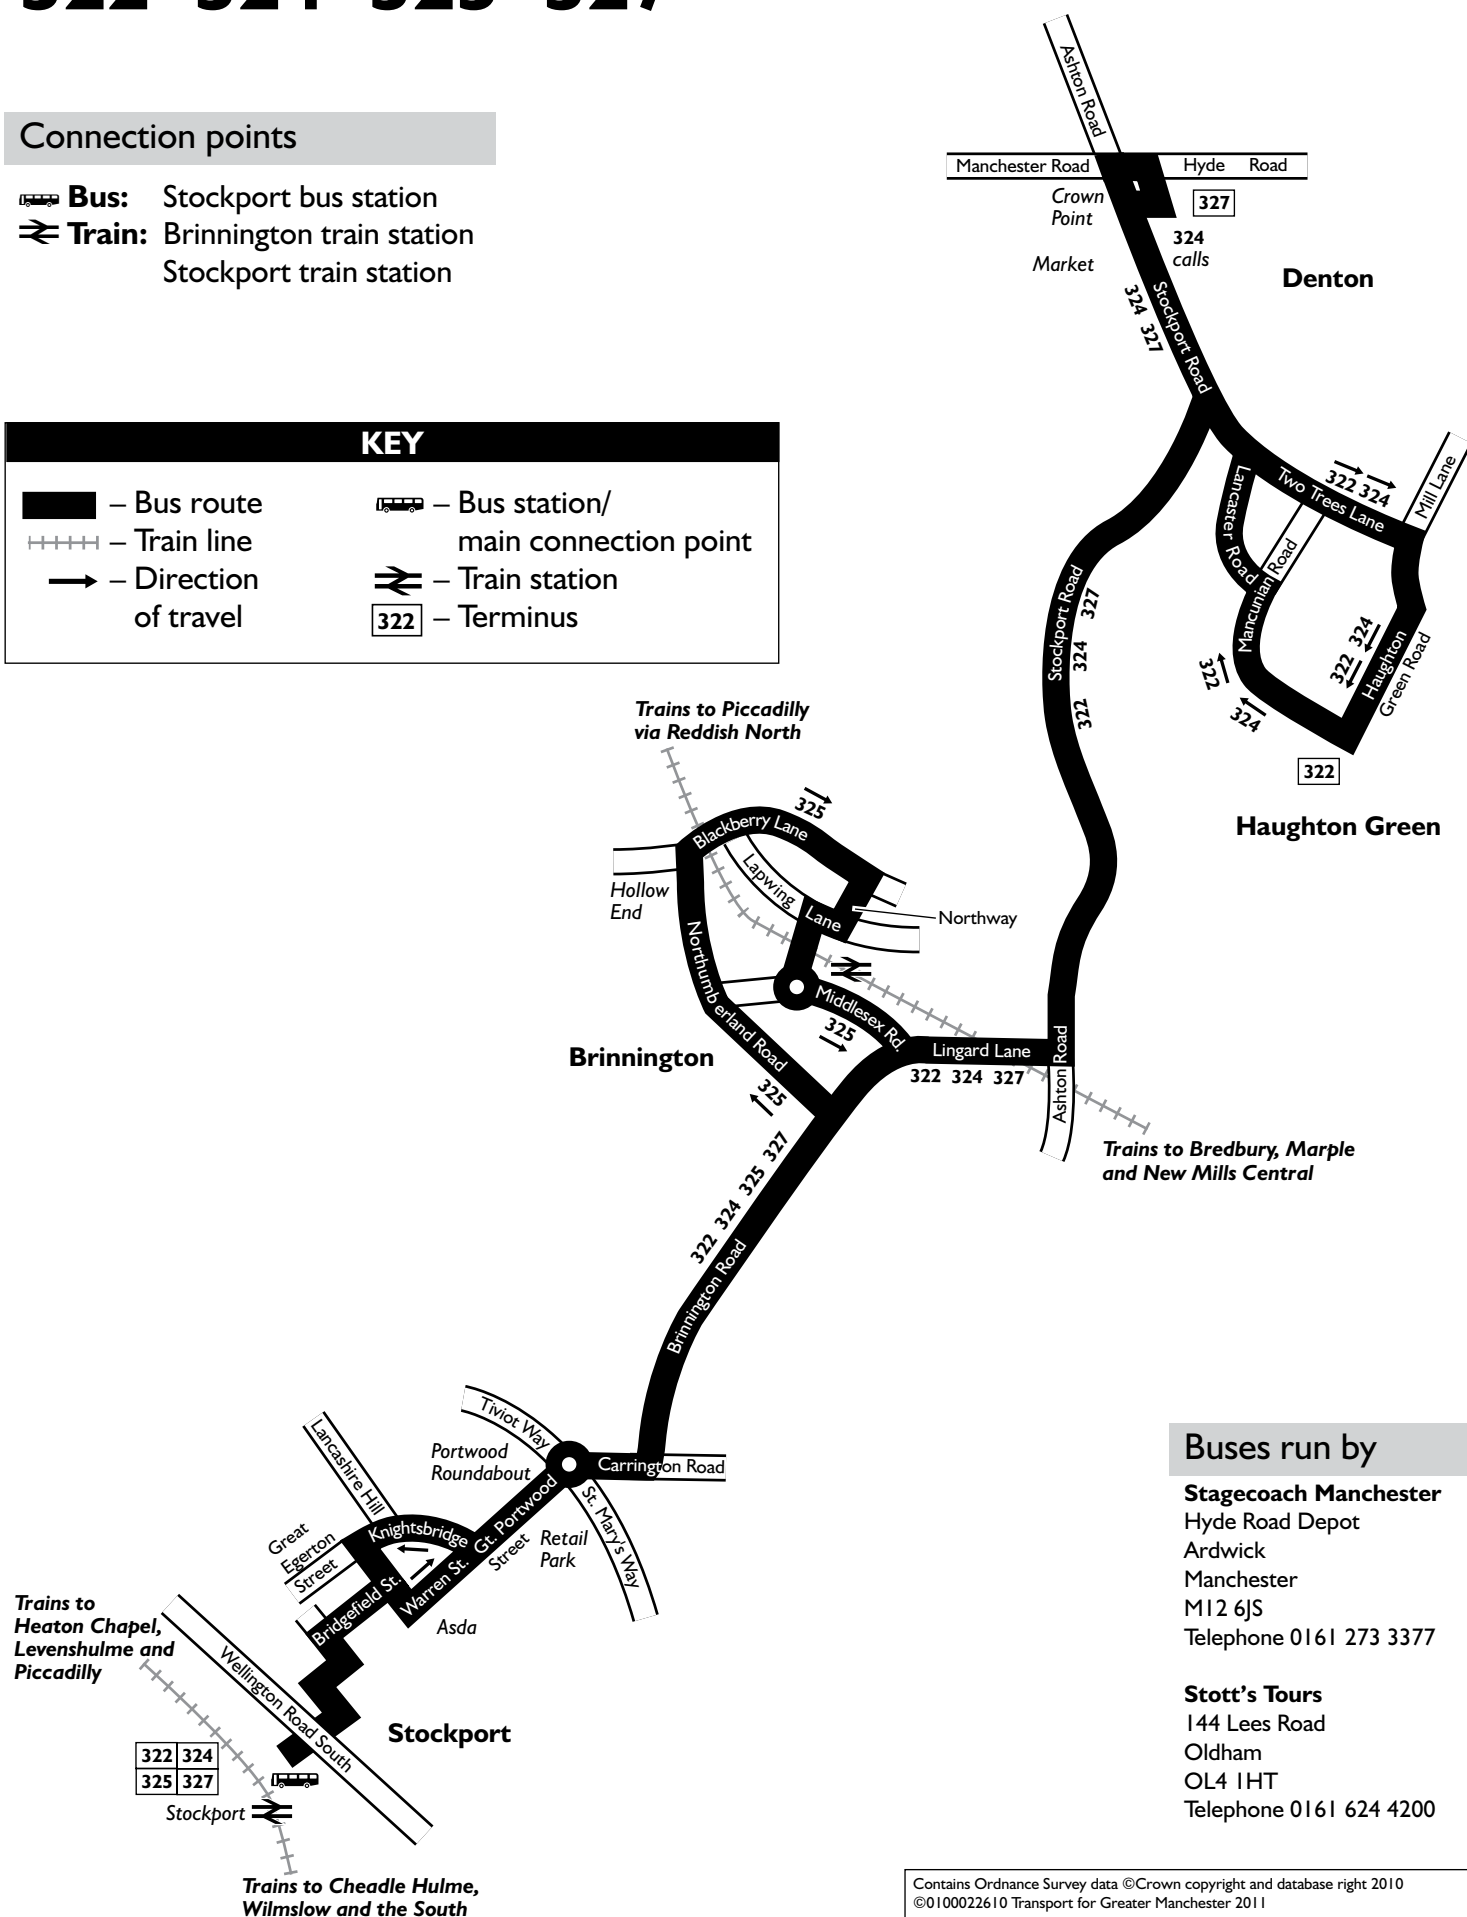 322 324 325 327
Connection points
Bus: Stockport bus station
Train: Brinnington train station
Stockport train station
KEY
– Bus route
– Train line
– Direction
of travel
– Bus station/
main connection point
– Train station
322 – Terminus
Ashton Road
Manchester Road
Hyde Road
Crown
Point
327
324
calls
Market
Denton
324 327
Stockport Road
Two Trees Lane
322 324
Mill Lane
Lancaster Road
Mancunian Road
322
324
322 324
Haughton
Green Road
322
Haughton Green
Stockport Road
322 324 327
Trains to Piccadilly
via Reddish North
Blackberry Lane
325
Lapwing
Lane
Northway
Hollow
End
Northumberland Road
Middlesex Rd.
325
Lingard Lane
322 324 327
Ashton Road
Brinnington
325
Trains to Bredbury, Marple
and New Mills Central
322 324 325 327
Brinnington Road
Tiviot Way
Portwood
Roundabout
Carrington Road
Lancashire Hill
Knightsbridge
Gt. Portwood
Street
Retail
Park
St. Mary's Way
Great
Egerton
Street
Warren St.
Bridgefield St.
Asda
Trains to
Heaton Chapel,
Levenshulme and
Piccadilly
Wellington Road South
Stockport
322 324
325 327
Stockport
Trains to Cheadle Hulme,
Wilmslow and the South
Buses run by
Stagecoach Manchester
Hyde Road Depot
Ardwick
Manchester
M12 6JS
Telephone 0161 273 3377
Stott’s Tours
144 Lees Road
Oldham
OL4 1HT
Telephone 0161 624 4200
Contains Ordnance Survey data ©Crown copyright and database right 2010
©0100022610 Transport for Greater Manchester 2011